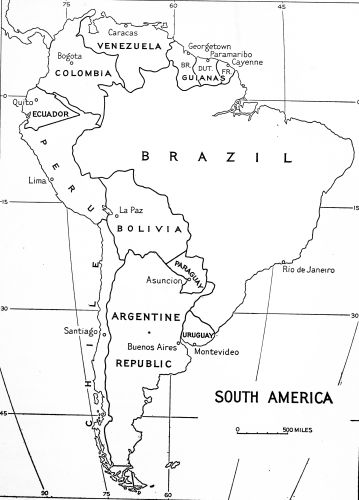 75
60
45
Caracas
VENEZUELA
Georgetown
Paramaribo
Cayenne
Bogota
COLOMBIA
BR.
DUT.
FR.
GUIANAS
0
0
Quito
ECUADOR
BRAZIL
PERU
Lima
15
15
La Paz
BOLIVIA
PARAGUAY
Rio de Janeiro
Asuncion
CHILE
30
30
ARGENTINE
Santiago
URUGUAY
Buenos Aires
Montevideo
REPUBLIC
SOUTH AMERICA
45
45
0 500 MILES
90
75
60